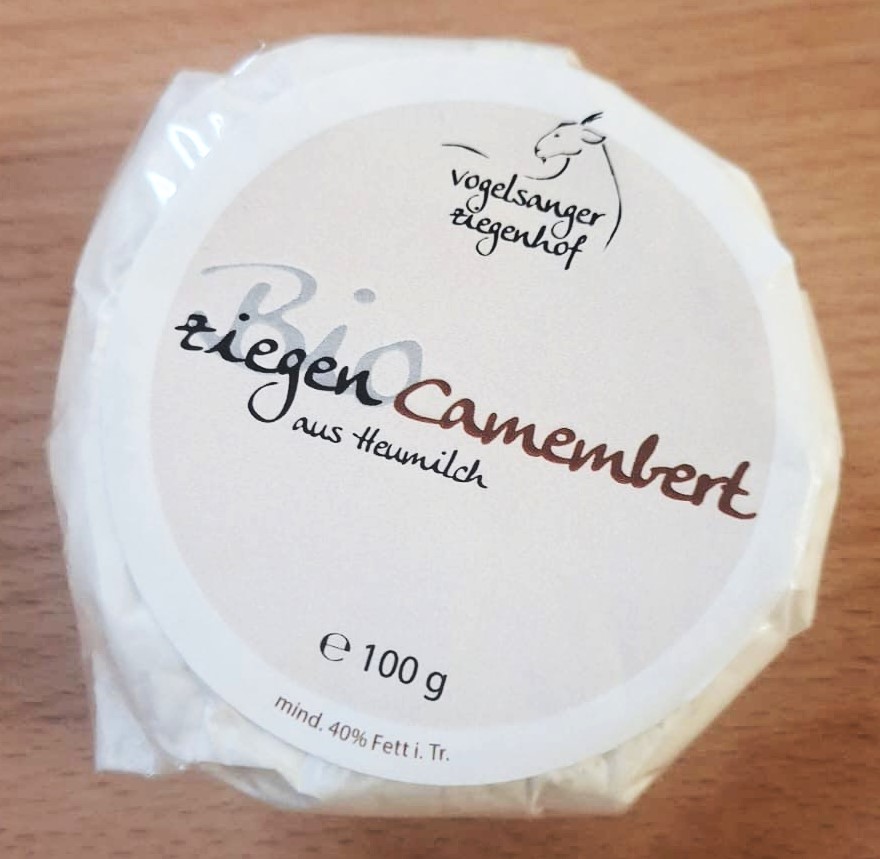 vogelsanger
ziegenhof
Bio
ziegencamembert
aus Heumilch
℮ 100 g
mind. 40% Fett i. Tr.